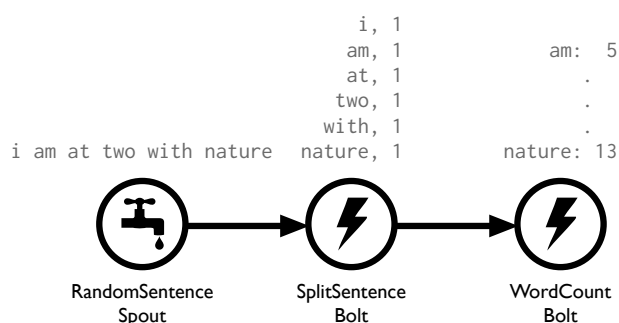 i am at two with nature
i, 1
am, 1
at, 1
two, 1
with, 1
nature, 1
am: 5
.
.
.
nature: 13
RandomSentence
Spout
SplitSentence
Bolt
WordCount
Bolt